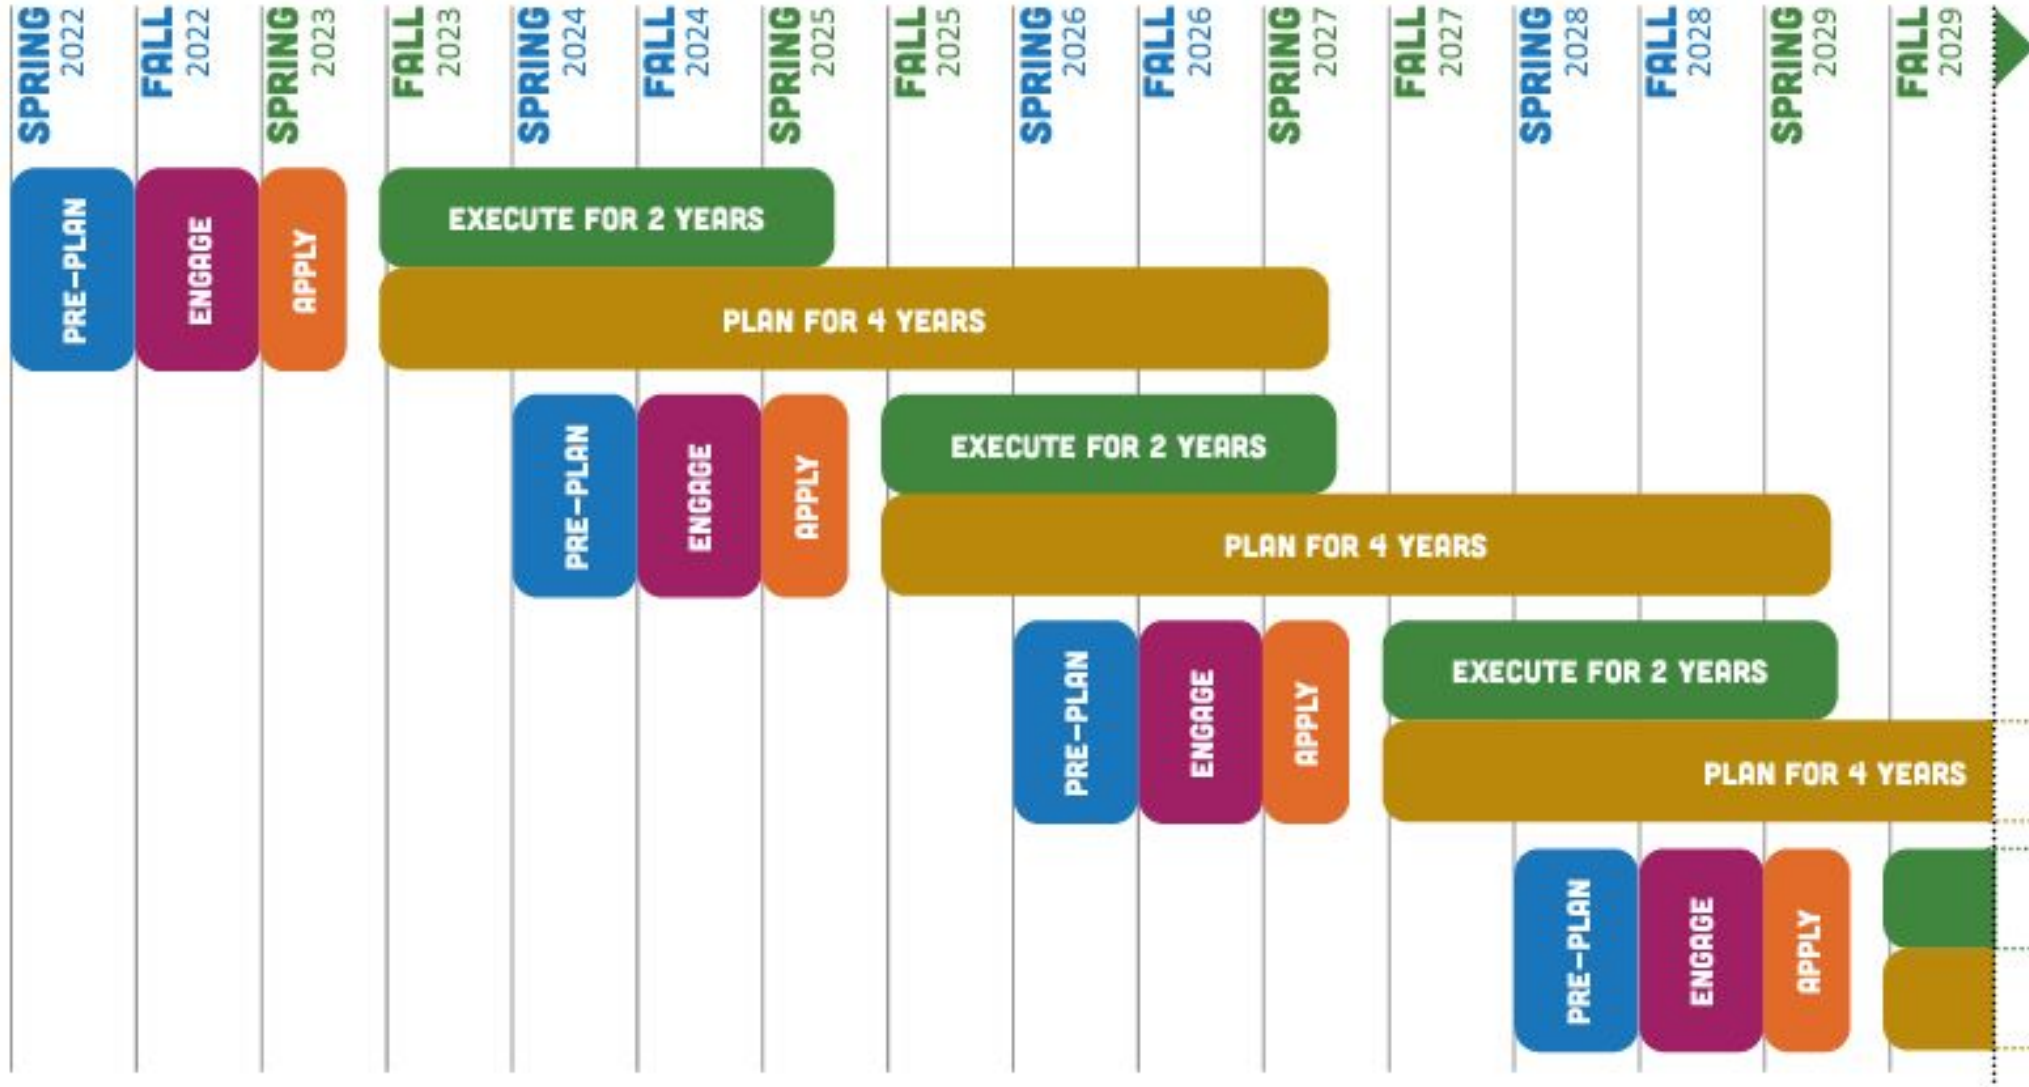 SPRING
2022
FALL
2022
SPRING
2023
FALL
2023
SPRING
2024
FALL
2024
SPRING
2025
FALL
2025
SPRING
2026
FALL
2026
SPRING
2027
FALL
2027
SPRING
2028
FALL
2028
SPRING
2029
FALL
2029
PRE-PLAN
ENGAGE
APPLY
EXECUTE FOR 2 YEARS
PLAN FOR 4 YEARS
PRE-PLAN
ENGAGE
APPLY
EXECUTE FOR 2 YEARS
PLAN FOR 4 YEARS
PRE-PLAN
ENGAGE
APPLY
EXECUTE FOR 2 YEARS
PLAN FOR 4 YEARS
PRE-PLAN
ENGAGE
APPLY